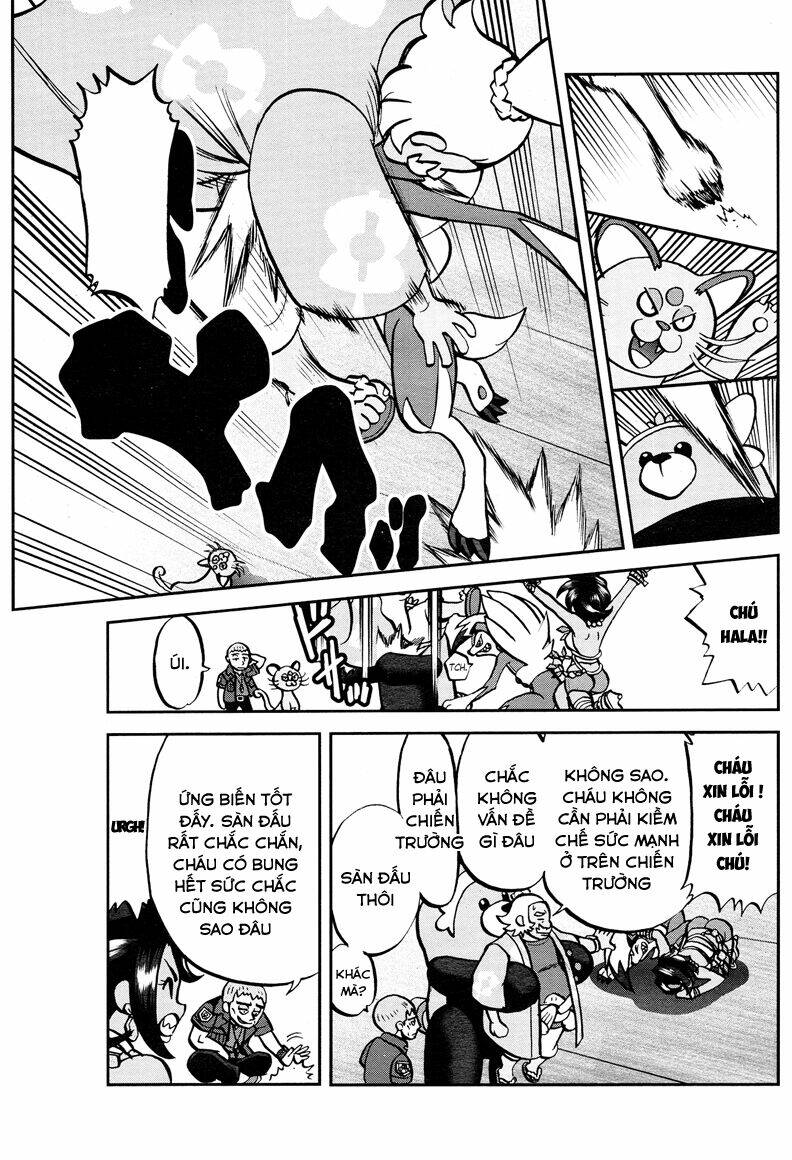 CHÚ
HALA!!
TCH..
ÚI.
CHÁU
XIN LỖI !
CHÁU
XIN LỖI
CHÚ!
KHÔNG SAO.
CHÁU KHÔNG
CẦN PHẢI KIỀM
CHẾ SỨC MẠNH
Ở TRÊN CHIẾN
TRƯỜNG
CHẮC
KHÔNG
VẤN ĐỀ
GÌ ĐÂU
ĐÂU
PHẢI
CHIẾN
TRƯỜNG
SÀN ĐẤU
THÔI
KHÁC
MÀ?
ỨNG BIẾN TỐT
ĐẤY. SÀN ĐẤU
RẤT CHẮC CHẮN,
CHÁU CÓ BUNG
HẾT SỨC CHẮC
CŨNG KHÔNG
SAO ĐÂU
URGH!